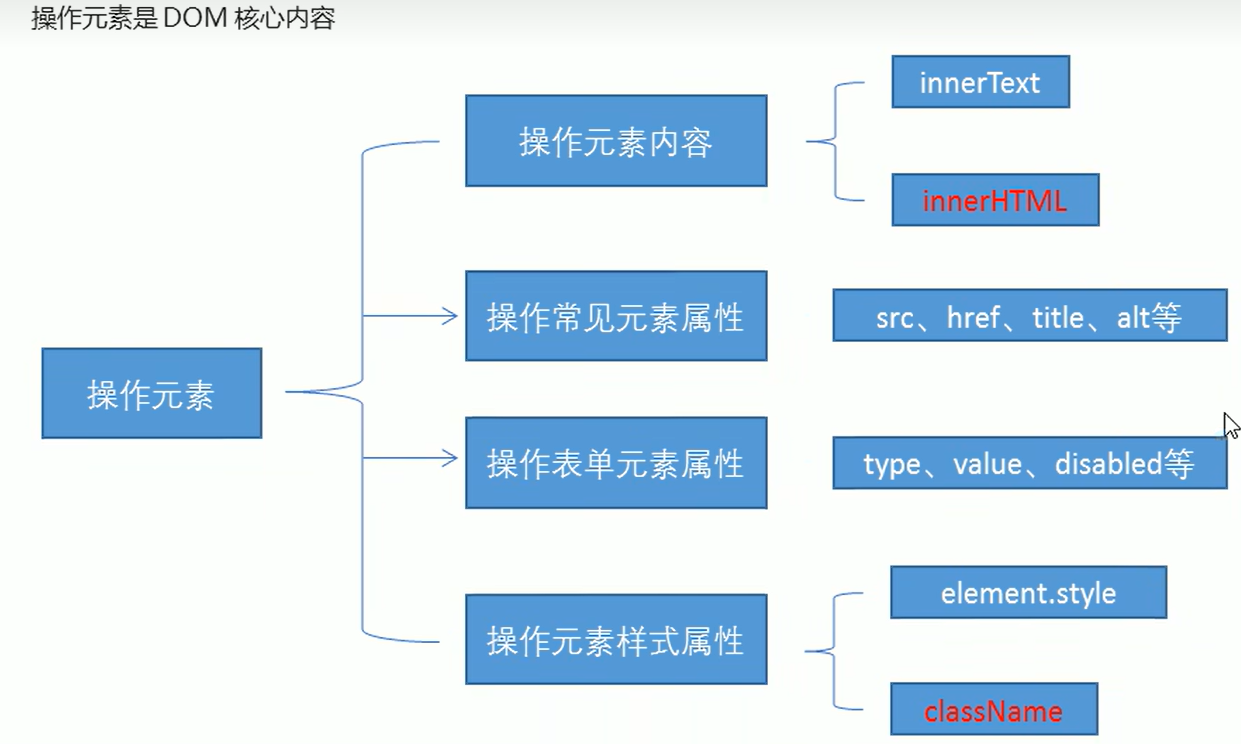 操作元素是 DOM 核心内容
操作元素
操作元素内容
innerText
innerHTML
操作常见元素属性
src、href、title、alt等
操作表单元素属性
type、value、disabled等
操作元素样式属性
element.style
className